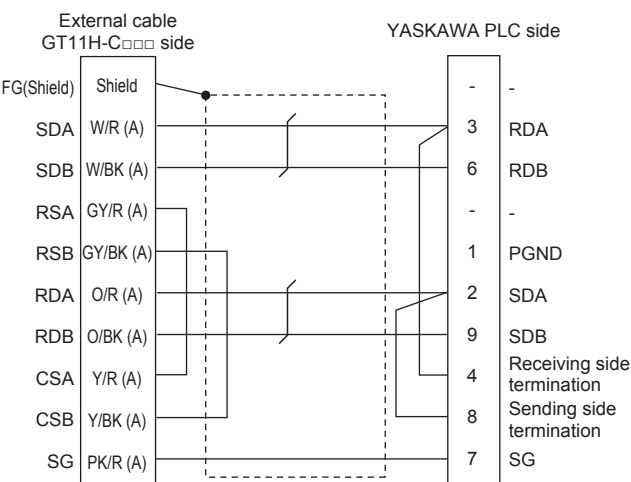 External cable
GT11H-C□□□ side
YASKAWA PLC side
FG(Shield) Shield - -
SDA W/R (A) 3 RDA
SDB W/BK (A) 6 RDB
RSA GY/R (A) - -
RSB GY/BK (A) 1 PGND
RDA O/R (A) 2 SDA
RDB O/BK (A) 9 SDB
CSA Y/R (A) 4 Receiving side
termination
CSB Y/BK (A) 8 Sending side
termination
SG PK/R (A) 7 SG